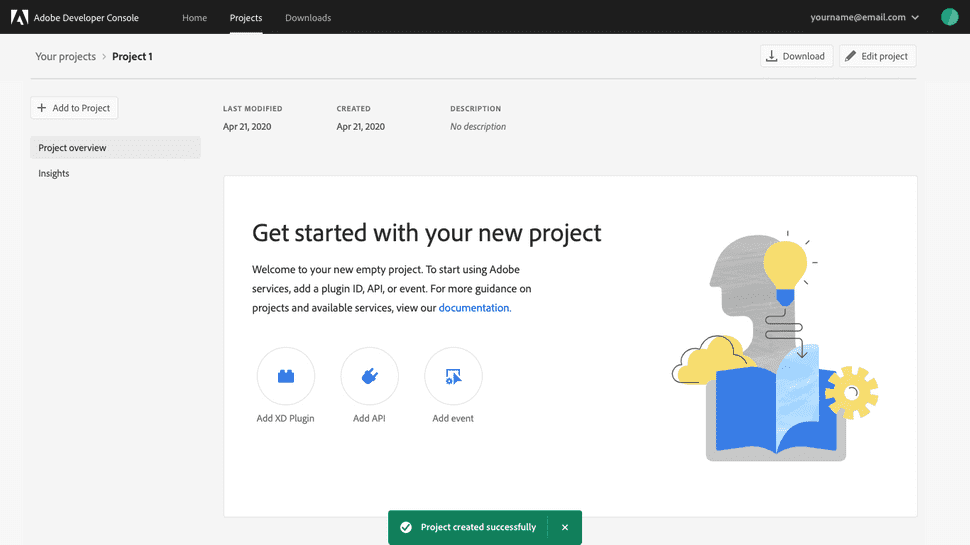 Adobe Developer Console Home Projects Downloads yourname@email.com
Your projects > Project 1 Download Edit project
+ Add to Project
Project overview
Insights
LAST MODIFIED CREATED DESCRIPTION
Apr 21, 2020 Apr 21, 2020 No description
Get started with your new project
Welcome to your new empty project. To start using Adobe
services, add a plugin ID, API, or event. For more guidance on
projects and available services, view our documentation.
Add XD Plugin Add API Add event
Project created successfully ×